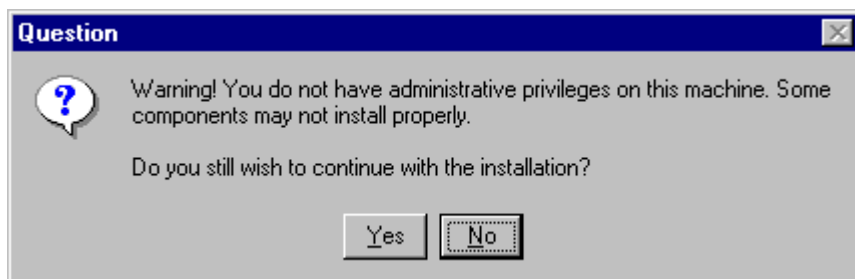 Question
?
Warning! You do not have administrative privileges on this machine. Some
components may not install properly.
Do you still wish to continue with the installation?
Yes
No